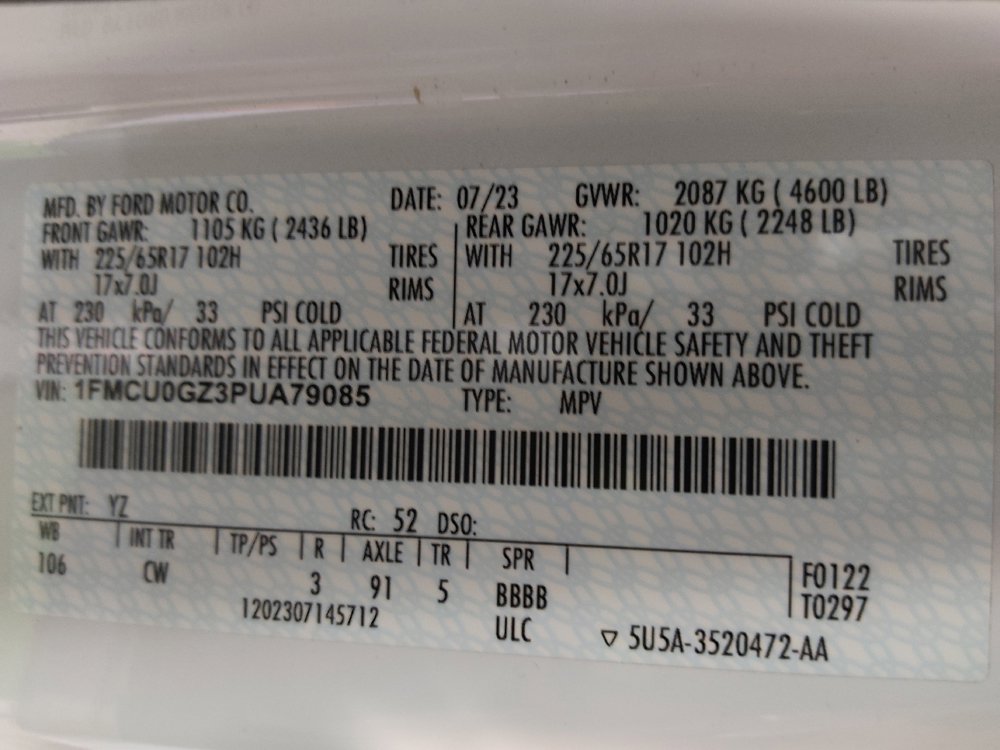 MFD. BY FORD MOTOR CO. DATE: 07/23 GVWR: 2087 KG ( 4600 LB)
FRONT GAWR: 1105 KG ( 2436 LB) REAR GAWR: 1020 KG ( 2248 LB)
WITH 225/65R17 102H TIRES WITH 225/65R17 102H TIRES
17x7.0J RIMS 17x7.0J RIMS
AT 230 kPa/ 33 PSI COLD AT 230 kPa/ 33 PSI COLD
THIS VEHICLE CONFORMS TO ALL APPLICABLE FEDERAL MOTOR VEHICLE SAFETY AND THEFT
PREVENTION STANDARDS IN EFFECT ON THE DATE OF MANUFACTURE SHOWN ABOVE.
VIN: 1FMCU0GZ3PUA79085 TYPE: MPV
EXT PNT: YZ RC: 52 DSO:
WB INT TR TP/PS R AXLE TR SPR
106 CW 3 91 5 BBBB F0122
T0297
1202307145712 ULC ▽ 5U5A-3520472-AA